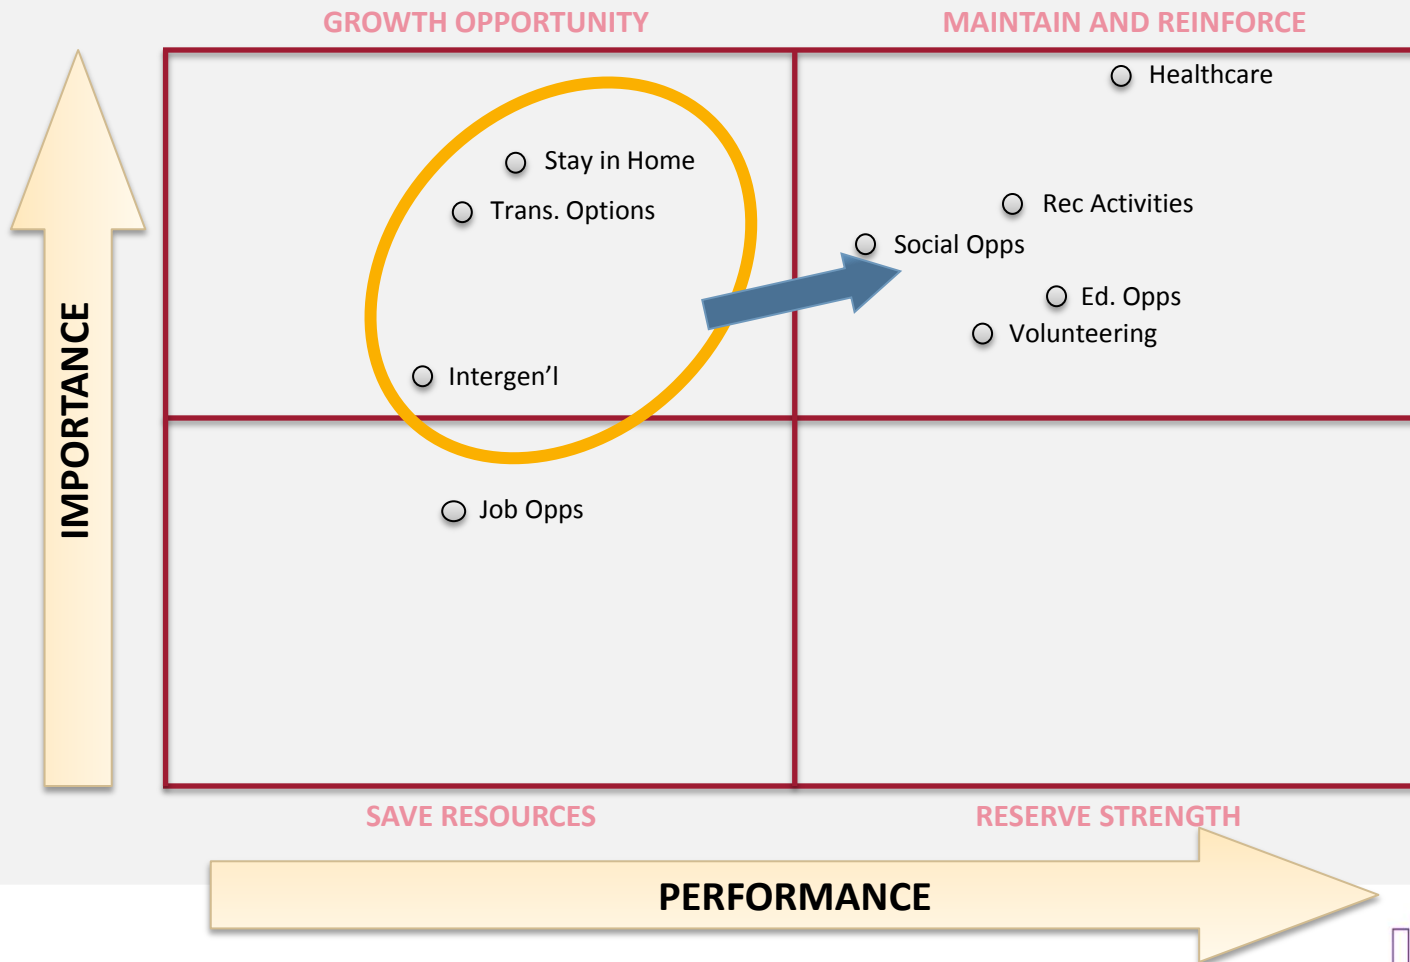 GROWTH OPPORTUNITY
MAINTAIN AND REINFORCE
Healthcare
Stay in Home
Rec Activities
Trans. Options
Social Opps
Ed. Opps
Volunteering
Intergen’l
IMPORTANCE
Job Opps
SAVE RESOURCES
RESERVE STRENGTH
PERFORMANCE